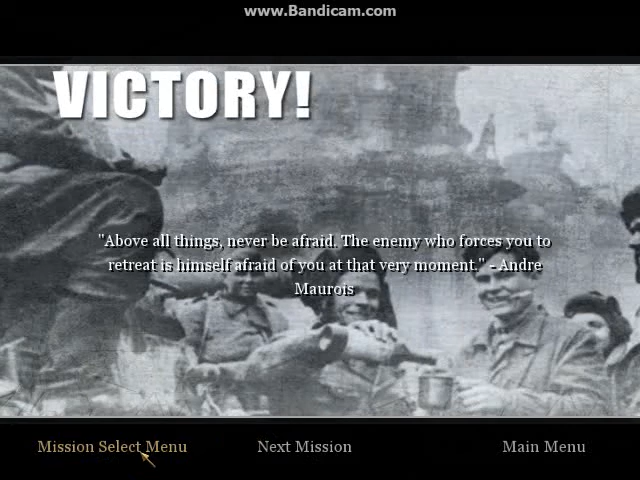 www.Bandicam.com
VICTORY!
"Above all things, never be afraid. The enemy who forces you to
retreat is himself afraid of you at that very moment." - Andre
Maurois
Mission Select Menu
Next Mission
Main Menu